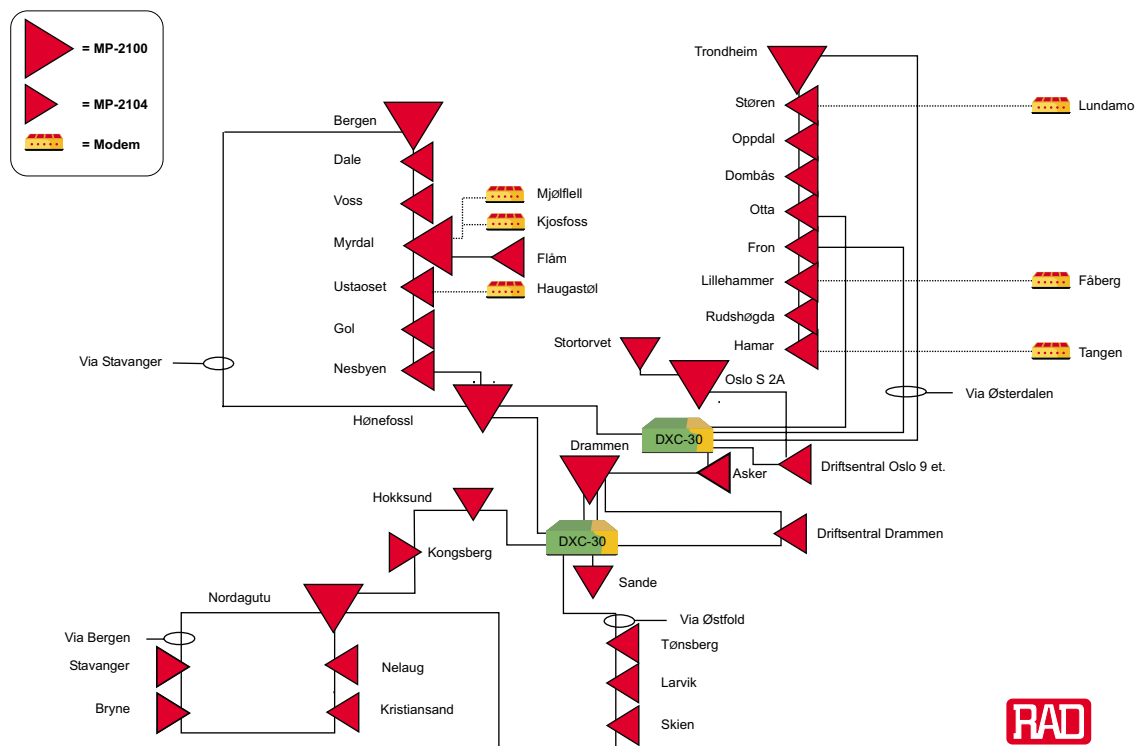 = MP-2100
= MP-2104
= Modem
Trondheim
Støren
Lundamo
Oppdal
Dombås
Otta
Fron
Lillehammer
Fåberg
Rudshøgda
Hamar
Tangen
Bergen
Dale
Voss
Mjølflell
Kjosfoss
Myrdal
Flåm
Ustaoset
Haugastøl
Gol
Nesbyen
Via Stavanger
Stortorvet
Oslo S 2A
Via Østerdalen
Hønefossl
DXC-30
Drammen
Asker
Driftsentral Oslo 9 et.
Hokksund
DXC-30
Driftsentral Drammen
Kongsberg
Sande
Nordagutu
Via Østfold
Via Bergen
Tønsberg
Stavanger
Nelaug
Larvik
Bryne
Kristiansand
Skien
RAD